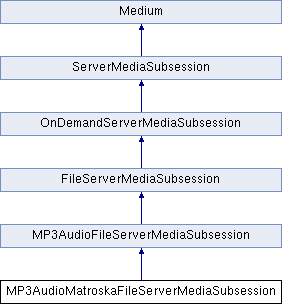 Medium
ServerMediaSubsession
OnDemandServerMediaSubsession
FileServerMediaSubsession
MP3AudioFileServerMediaSubsession
MP3AudioMatroskaFileServerMediaSubsession